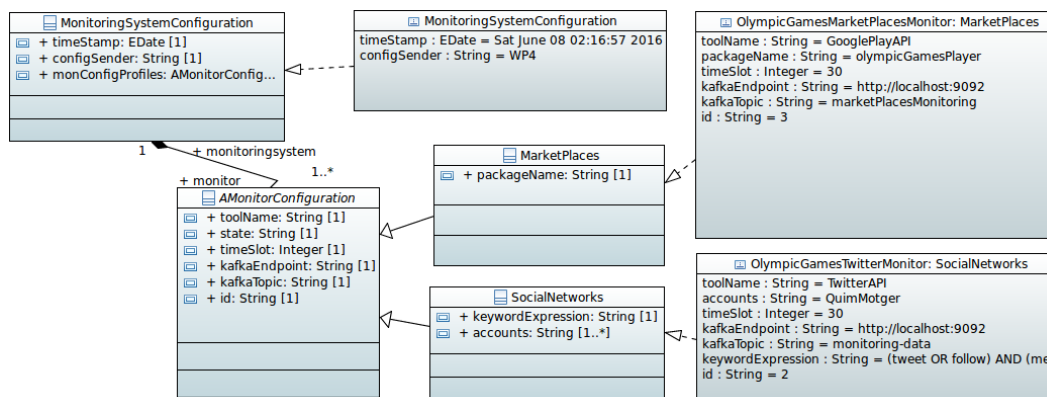 MonitoringSystemConfiguration
+ timeStamp: EDate [1]
+ configSender: String [1]
+ monConfigProfiles: AMonitorConfig...
MonitoringSystemConfiguration
timeStamp : EDate = Sat June 08 02:16:57 2016
configSender : String = WP4
OlympicGamesMarketPlacesMonitor: MarketPlaces
toolName : String = GooglePlayAPI
packageName : String = olympicGamesPlayer
timeSlot : Integer = 30
kafkaEndpoint : String = http://localhost:9092
kafkaTopic : String = marketPlacesMonitoring
id : String = 3
1
+ monitoringsystem
1..*
+ monitor
AMonitorConfiguration
+ toolName: String [1]
+ state: String [1]
+ timeSlot: Integer [1]
+ kafkaEndpoint: String [1]
+ kafkaTopic: String [1]
+ id: String [1]
MarketPlaces
+ packageName: String [1]
SocialNetworks
+ keywordExpression: String [1]
+ accounts: String [1..*]
OlympicGamesTwitterMonitor: SocialNetworks
toolName : String = TwitterAPI
accounts : String = QuimMotger
timeSlot : Integer = 30
kafkaEndpoint : String = http://localhost:9092
kafkaTopic : String = monitoring-data
keywordExpression : String = (tweet OR follow) AND (me
id : String = 2